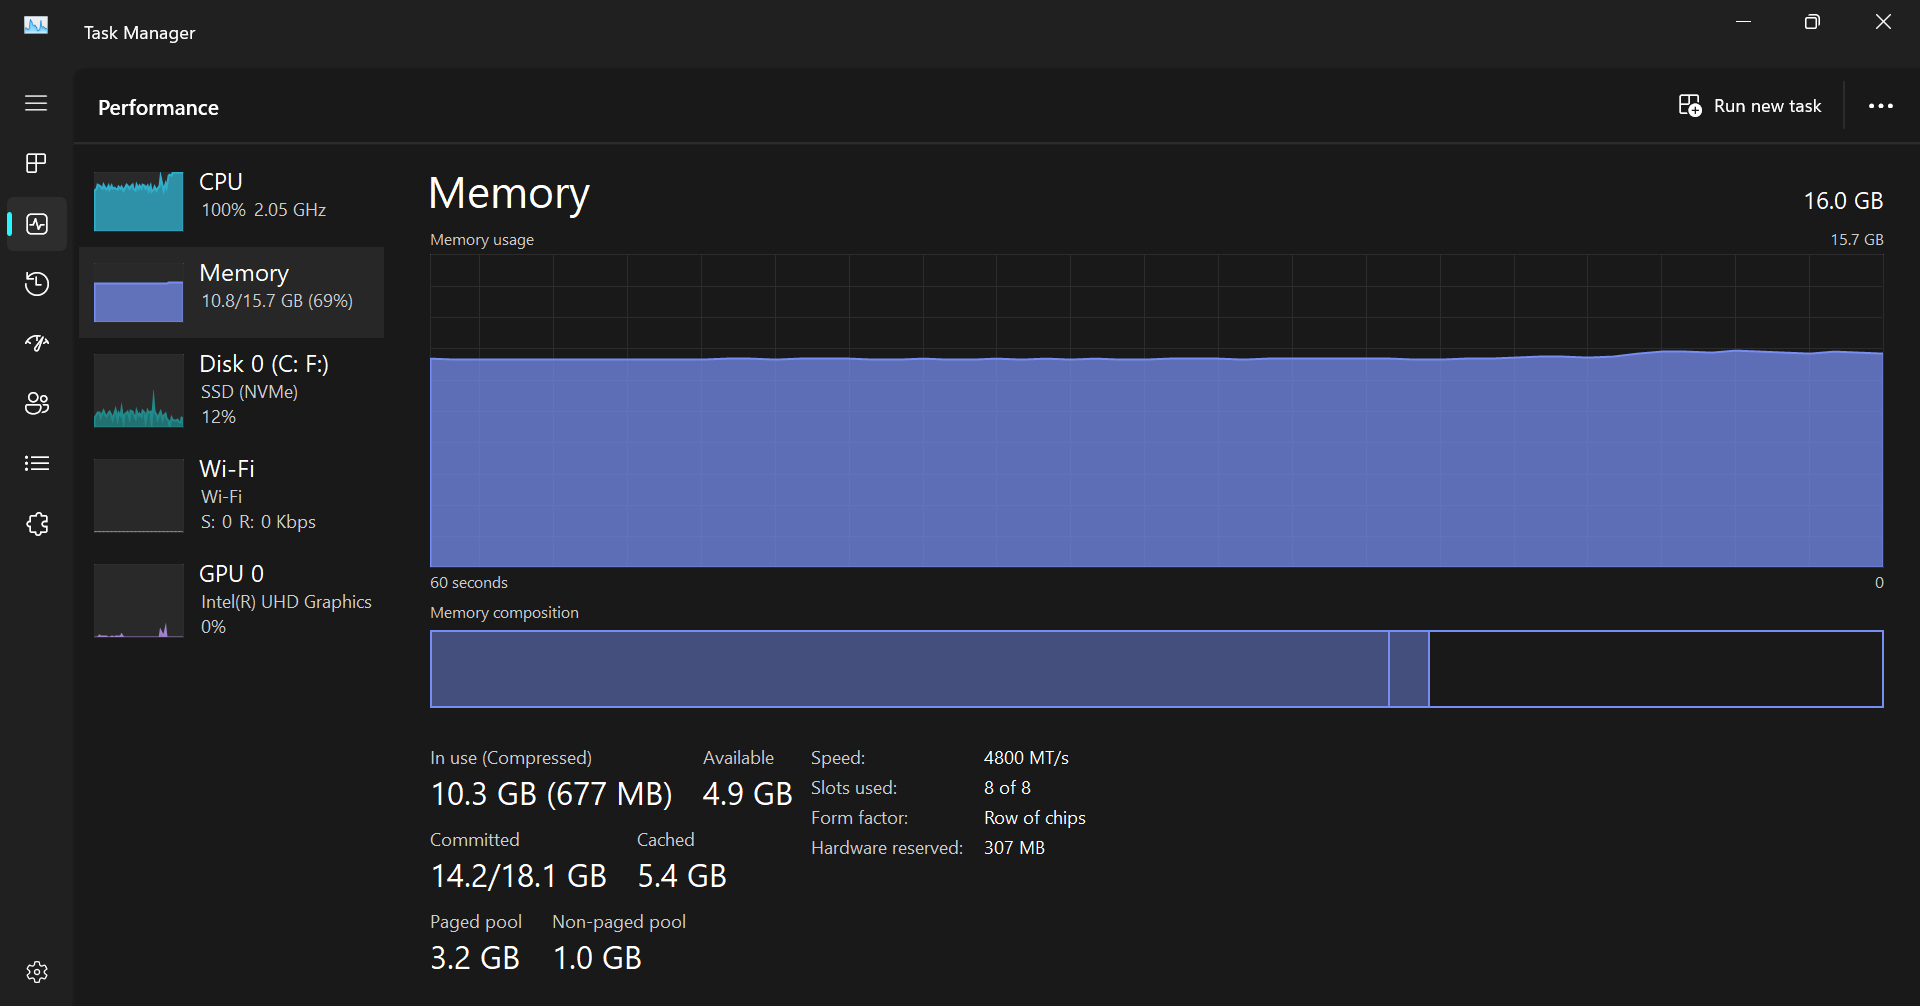 Task Manager
Performance
Run new task
CPU
100% 2.05 GHz
Memory
10.8/15.7 GB (69%)
Disk 0 (C: F:)
SSD (NVMe)
12%
Wi-Fi
Wi-Fi
S: 0 R: 0 Kbps
GPU 0
Intel(R) UHD Graphics
0%
Memory
16.0 GB
Memory usage
15.7 GB
60 seconds
0
Memory composition
In use (Compressed)
Available
10.3 GB (677 MB)
4.9 GB
Committed
Cached
14.2/18.1 GB
5.4 GB
Paged pool
Non-paged pool
3.2 GB
1.0 GB
Speed:
4800 MT/s
Slots used:
8 of 8
Form factor:
Row of chips
Hardware reserved:
307 MB